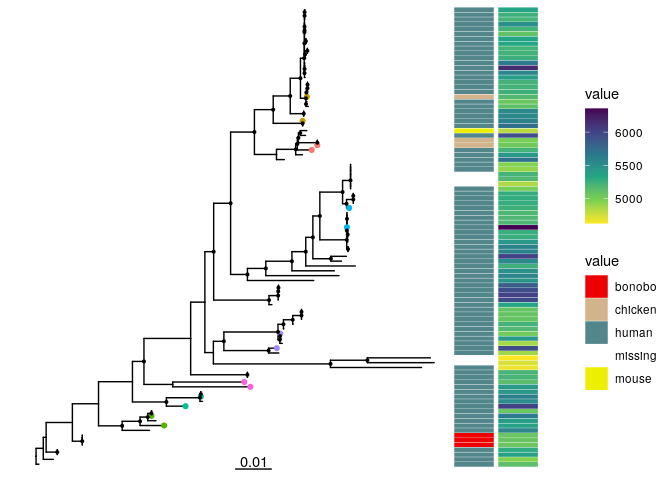 value
6000
5500
5000
value
bonobo
chicken
human
missing
mouse
0.01